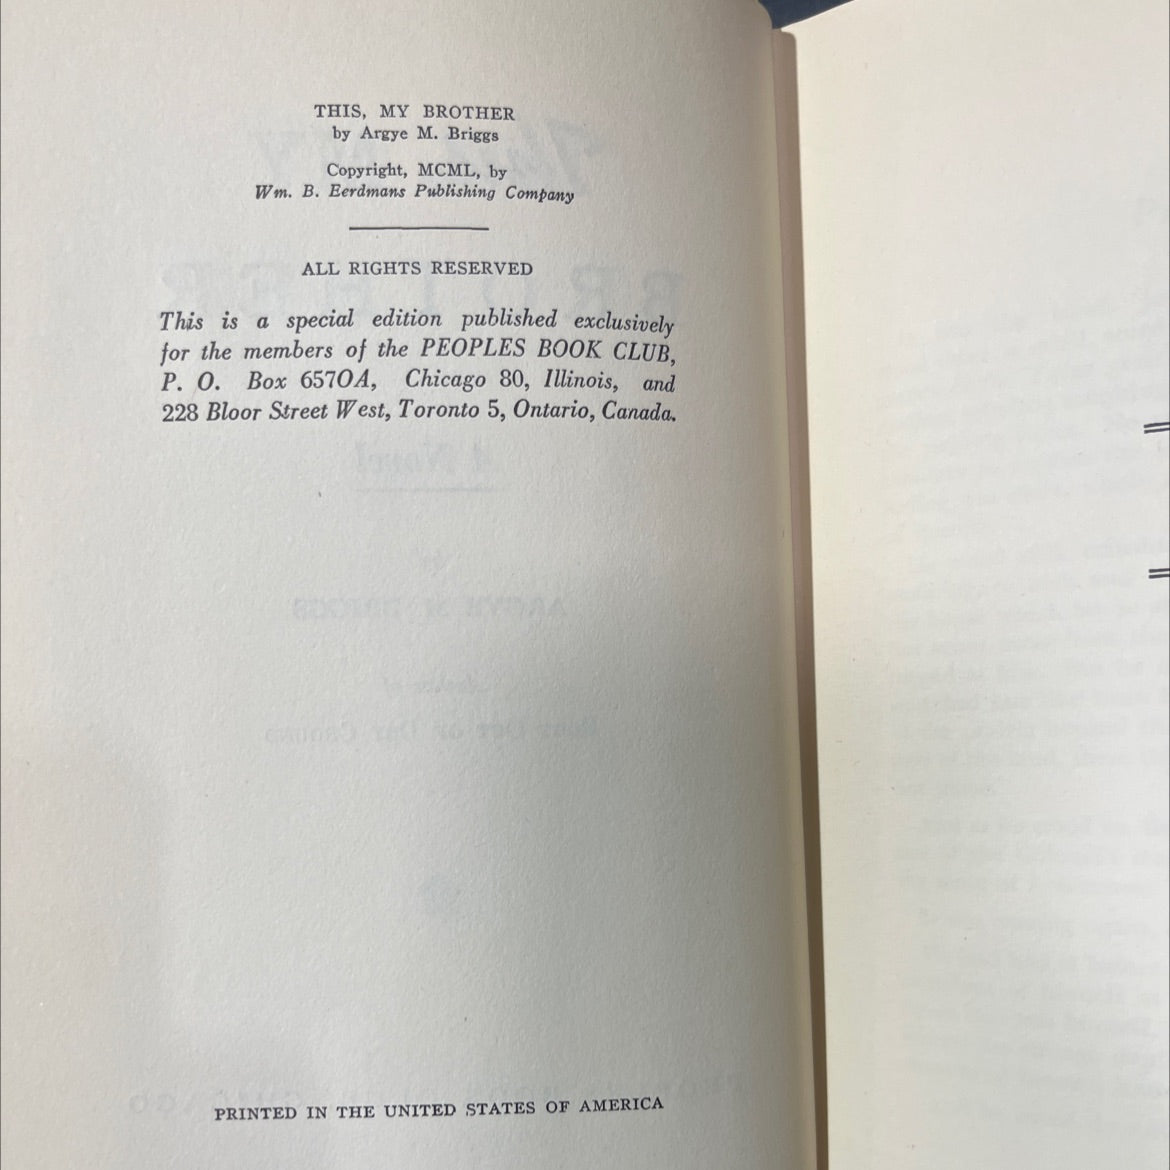 THIS, MY BROTHER
by Argye M. Briggs
Copyright, MCML, by
Wm. B. Eerdmans Publishing Company
ALL RIGHTS RESERVED
This is a special edition published exclusively
for the members of the PEOPLES BOOK CLUB,
P. O. Box 6570A, Chicago 80, Illinois, and
228 Bloor Street West, Toronto 5, Ontario, Canada.
PRINTED IN THE UNITED STATES OF AMERICA